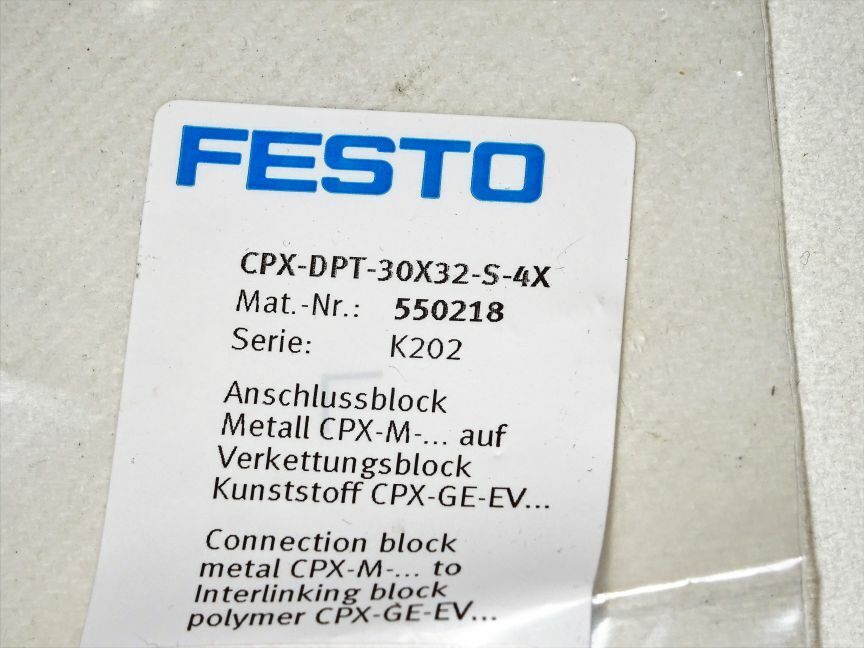 FESTO
CPX-DPT-30X32-S-4X
Mat.-Nr.: 550218
Serie: K202
Anschlussblock
Metall CPX-M-... auf
Verkettungsblock
Kunststoff CPX-GE-EV...
Connection block
metal CPX-M-... to
Interlinking block
polymer CPX-GE-EV...